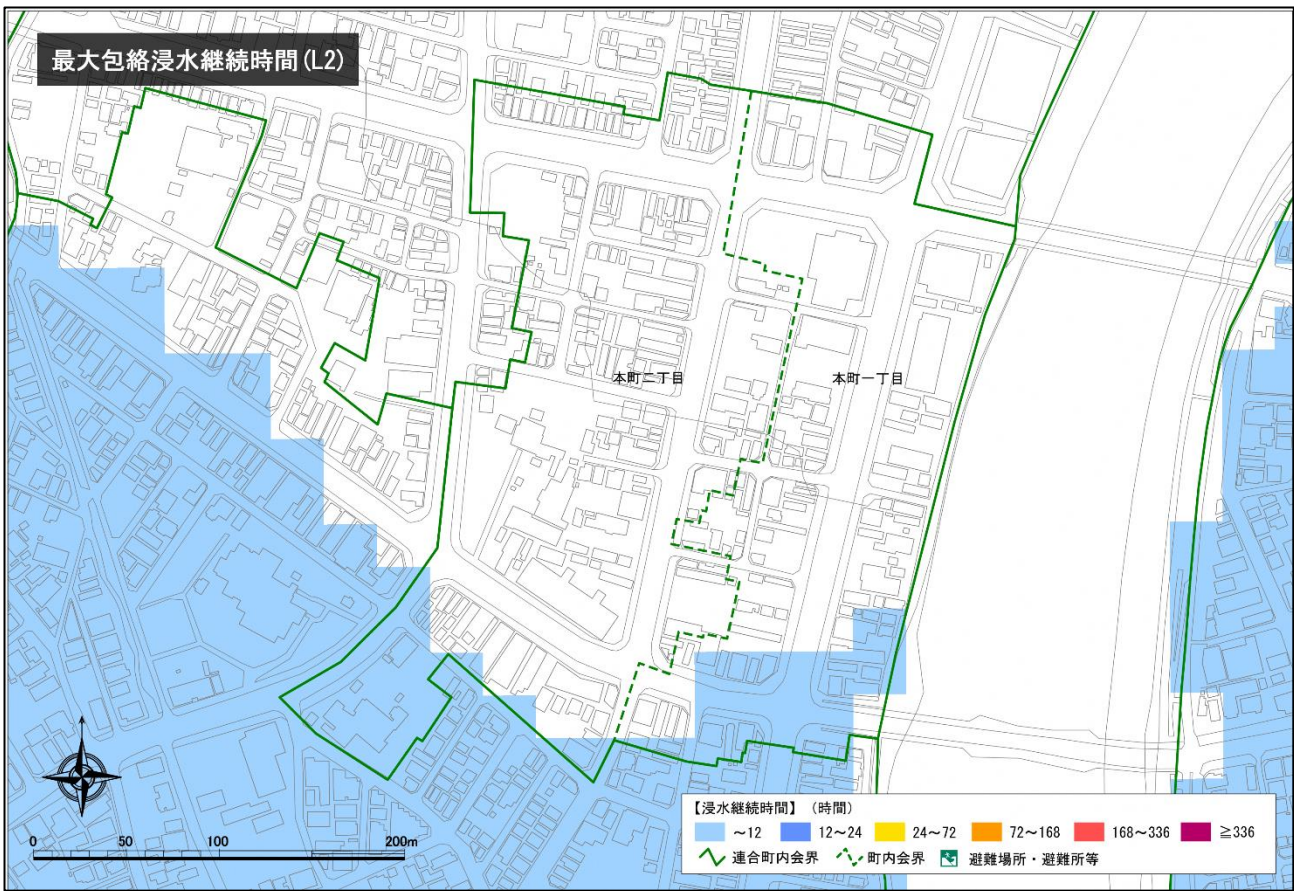 最大包絡浸水継続時間(L2)
本町二丁目
本町一丁目
0 50 100 200m
【浸水継続時間】 (時間)
～12 12～24 24～72 72～168 168～336 ≧336
連合町内会界 町内会界 避難場所・避難所等